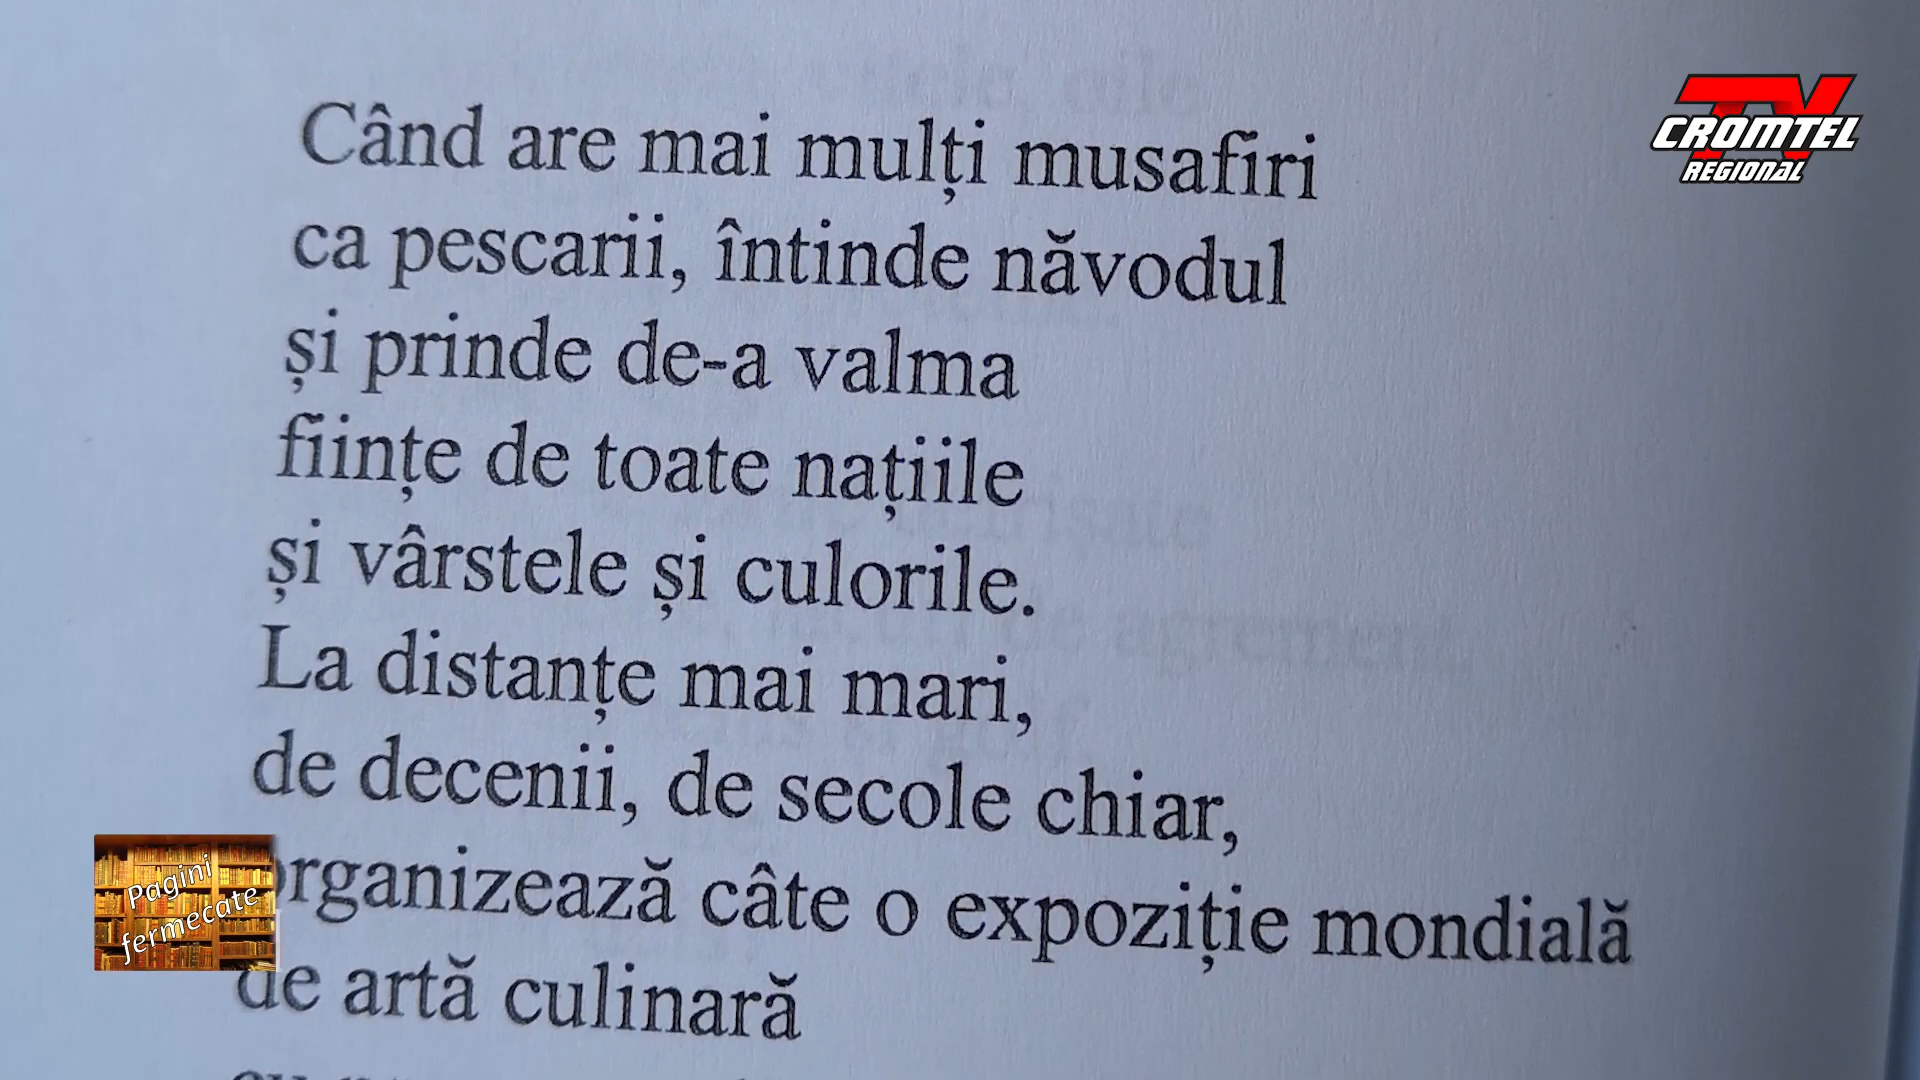 TV
CROMTEL
REGIONAL
Când are mai mulți musafiri
ca pescarii, întinde năvodul
și prinde de-a valma
ființe de toate națiile
și vârstele și culorile.
La distanțe mai mari,
de decenii, de secole chiar,
organizează câte o expoziție mondială
de artă culinară
Pagini
fermecate